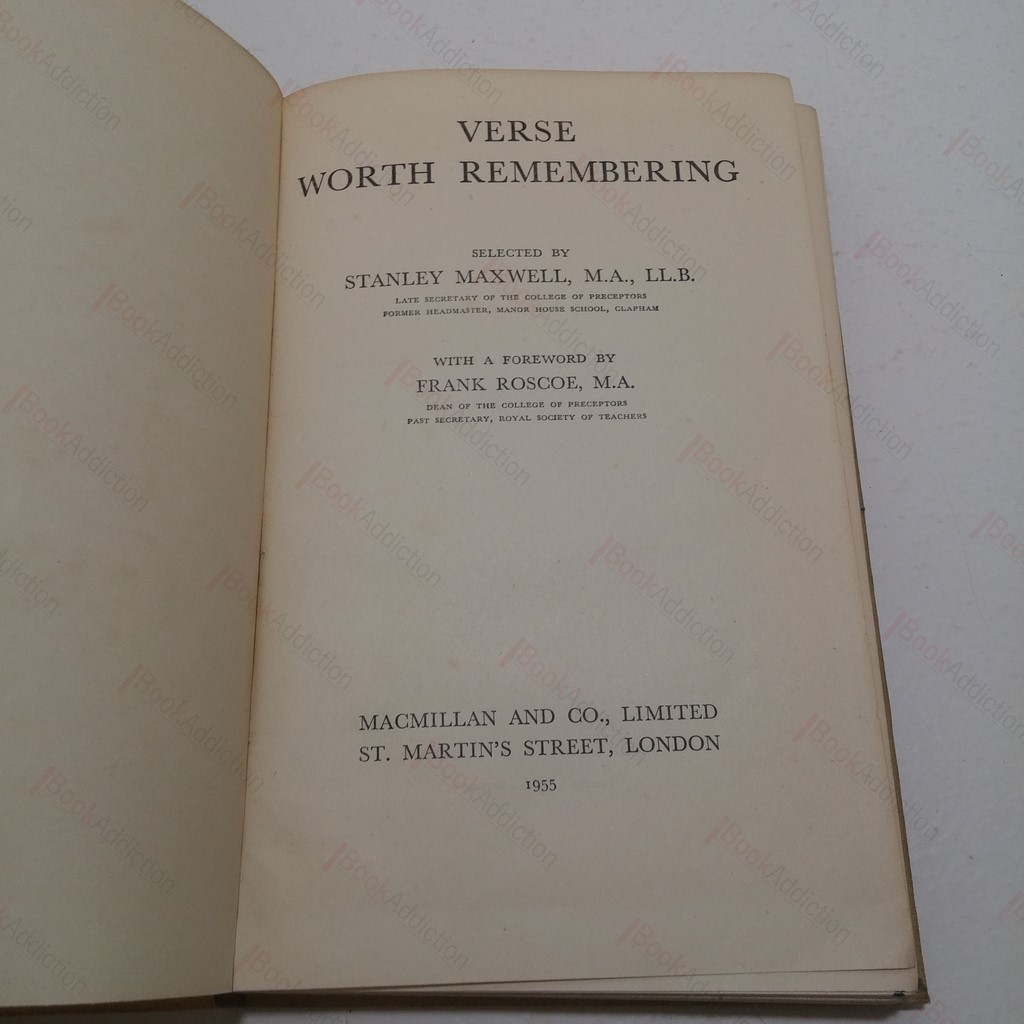 VERSE
WORTH REMEMBERING
SELECTED BY
STANLEY MAXWELL, M.A., LL.B.
LATE SECRETARY OF THE COLLEGE OF PRECEPTORS
FORMER HEADMASTER, MANOR HOUSE SCHOOL, CLAPHAM
WITH A FOREWORD BY
FRANK ROSCOE, M.A.
DEAN OF THE COLLEGE OF PRECEPTORS
PAST SECRETARY, ROYAL SOCIETY OF TEACHERS
MACMILLAN AND CO., LIMITED
ST. MARTIN'S STREET, LONDON
1955
BookAddiction